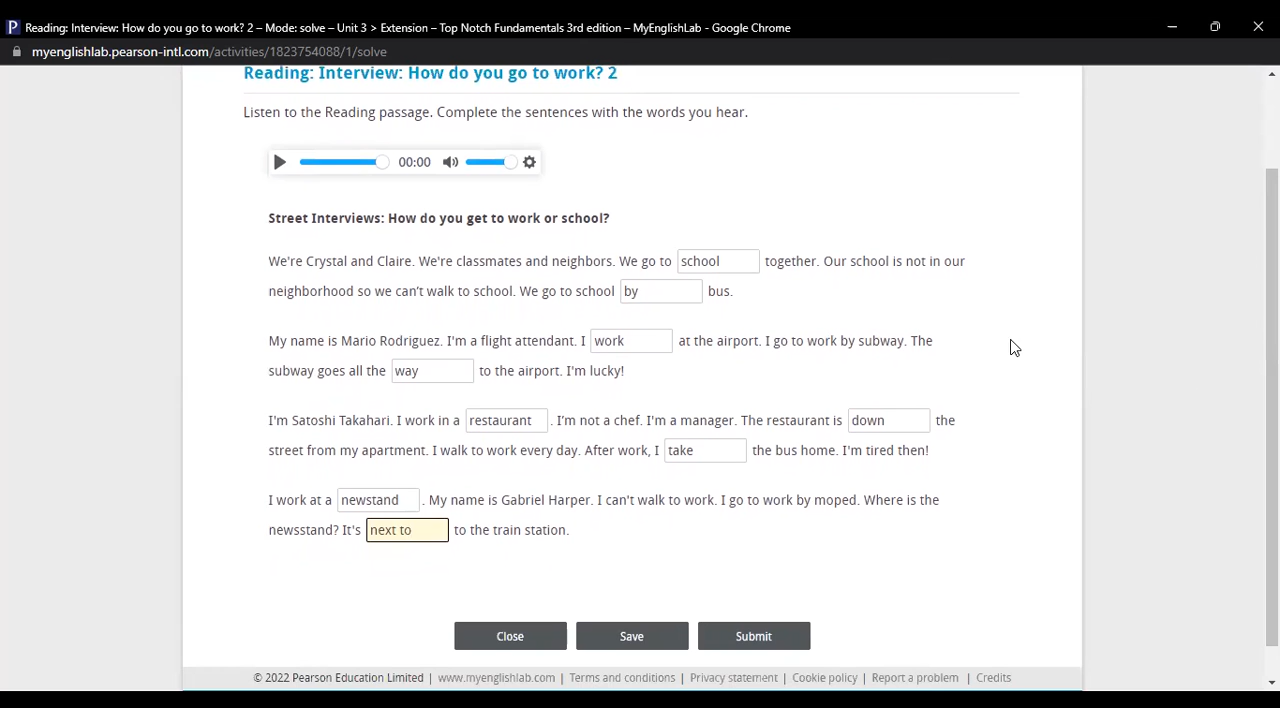 Reading: Interview: How do you go to work? 2 – Mode: solve – Unit 3 > Extension – Top Notch Fundamentals 3rd edition – MyEnglishLab - Google Chrome
myenglishlab.pearson-intl.com/activities/1823754088/1/solve
Reading: Interview: How do you go to work? 2
Listen to the Reading passage. Complete the sentences with the words you hear.
00:00
Street Interviews: How do you get to work or school?
We're Crystal and Claire. We're classmates and neighbors. We go to school together. Our school is not in our
neighborhood so we can't walk to school. We go to school by bus.
My name is Mario Rodriguez. I'm a flight attendant. I work at the airport. I go to work by subway. The
subway goes all the way to the airport. I'm lucky!
I'm Satoshi Takahari. I work in a restaurant . I'm not a chef. I'm a manager. The restaurant is down the
street from my apartment. I walk to work every day. After work, I take the bus home. I'm tired then!
I work at a newstand . My name is Gabriel Harper. I can't walk to work. I go to work by moped. Where is the
newsstand? It's next to to the train station.
Close Save Submit
© 2022 Pearson Education Limited | www.myenglishlab.com | Terms and conditions | Privacy statement | Cookie policy | Report a problem | Credits